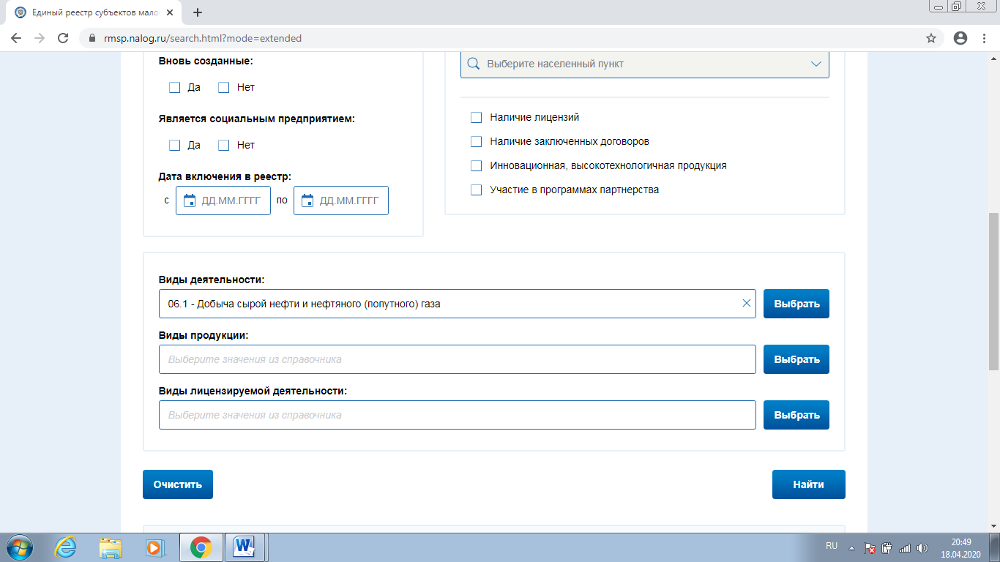 Единый реестр субъектов мало
rmsp.nalog.ru/search.html?mode=extended
Вновь созданные:
Да Нет
Является социальным предприятием:
Да Нет
Дата включения в реестр:
с ДД.ММ.ГГГГ по ДД.ММ.ГГГГ
Выберите населенный пункт
Наличие лицензий
Наличие заключенных договоров
Инновационная, высокотехнологичная продукция
Участие в программах партнерства
Виды деятельности:
06.1 - Добыча сырой нефти и нефтяного (попутного) газа
Выбрать
Виды продукции:
Выберите значения из справочника
Выбрать
Виды лицензируемой деятельности:
Выберите значения из справочника
Выбрать
Очистить
Найти
RU
20:49
18.04.2020